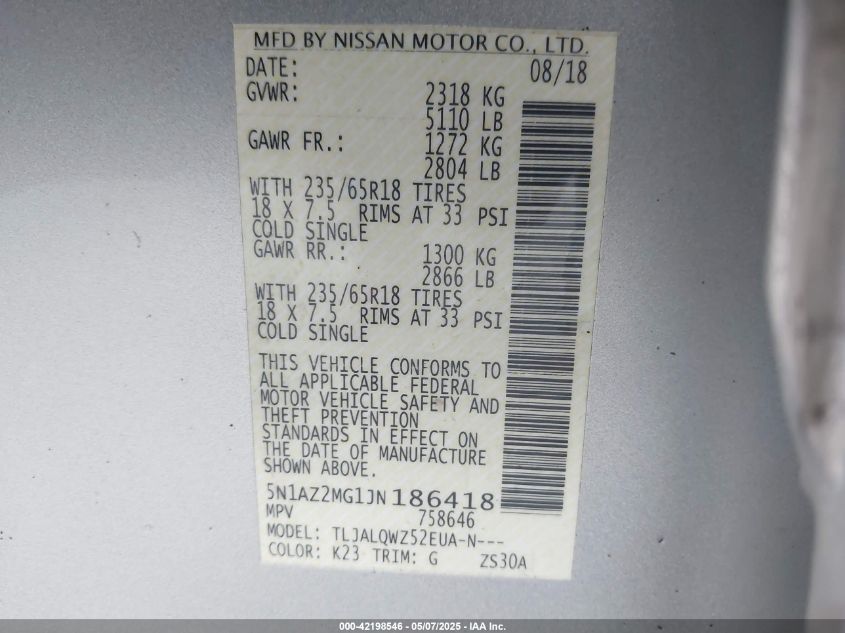 MFD BY NISSAN MOTOR CO., LTD.
DATE: 08/18
GVWR: 2318 KG
5110 LB
GAWR FR.: 1272 KG
2804 LB
WITH 235/65R18 TIRES
18 X 7.5 RIMS AT 33 PSI
COLD SINGLE
GAWR RR.: 1300 KG
2866 LB
WITH 235/65R18 TIRES
18 X 7.5 RIMS AT 33 PSI
COLD SINGLE
THIS VEHICLE CONFORMS TO
ALL APPLICABLE FEDERAL
MOTOR VEHICLE SAFETY AND
THEFT PREVENTION
STANDARDS IN EFFECT ON
THE DATE OF MANUFACTURE
SHOWN ABOVE.
5N1AZ2MG1JN186418
MPV 758646
MODEL: TLJALQWZ52EUA-N---
COLOR: K23 TRIM: G ZS30A
000-42198546 - 05/07/2025 - IAA Inc.